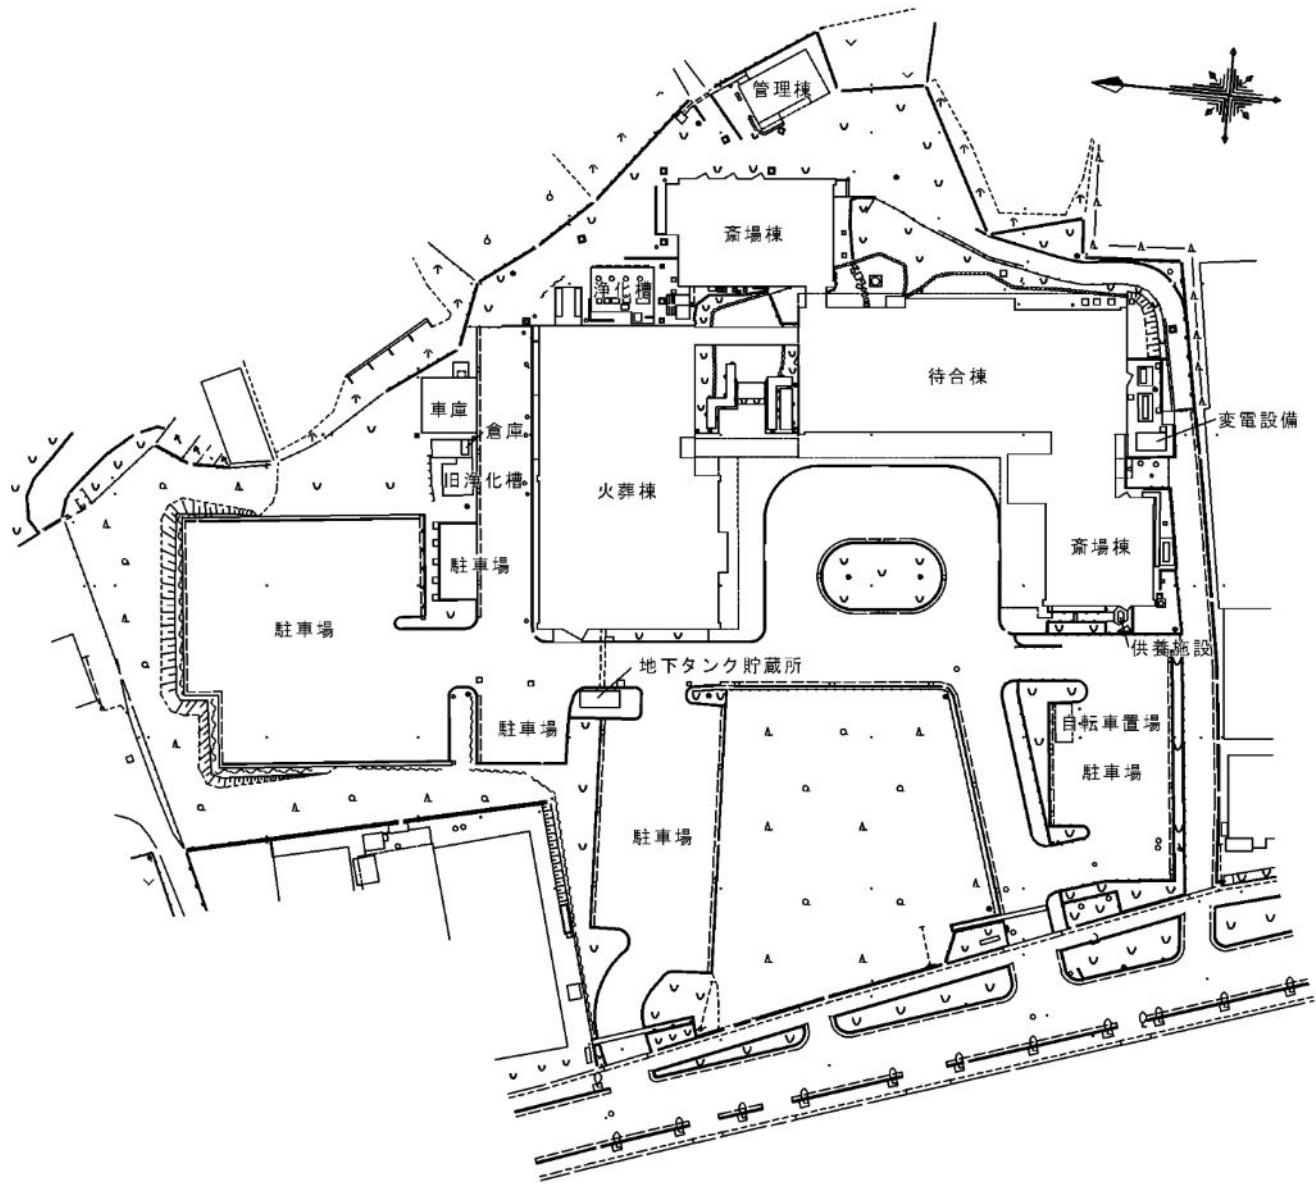 管理棟
斎場棟
浄化槽
待合棟
車庫
倉庫
変電設備
旧浄化槽
火葬棟
斎場棟
駐車場
駐車場
供養施設
地下タンク貯蔵所
自転車置場
駐車場
駐車場
駐車場